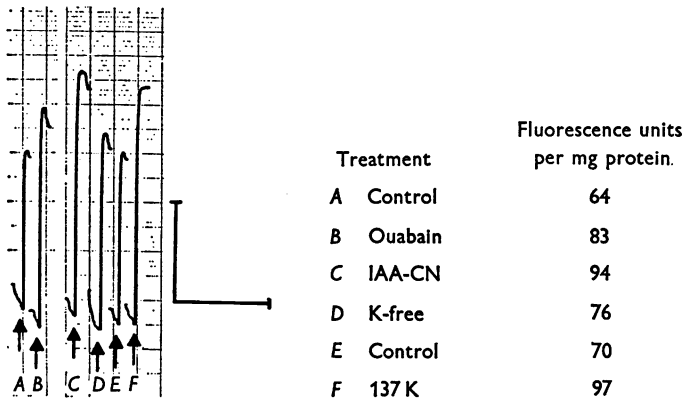 A B C D E F
Fluorescence units
Treatment per mg protein.
A Control 64
B Ouabain 83
C IAA-CN 94
D K-free 76
E Control 70
F 137 K 97